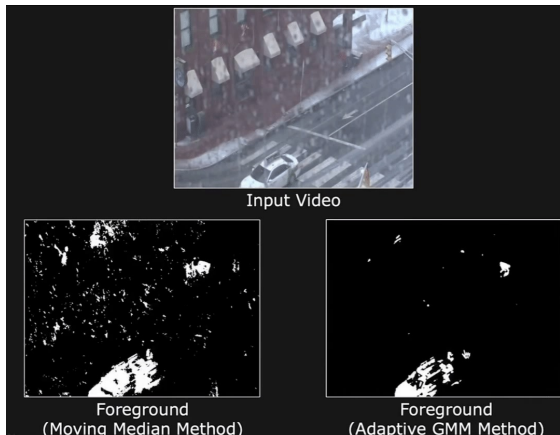 Input Video
Foreground
(Moving Median Method)
Foreground
(Adaptive GMM Method)